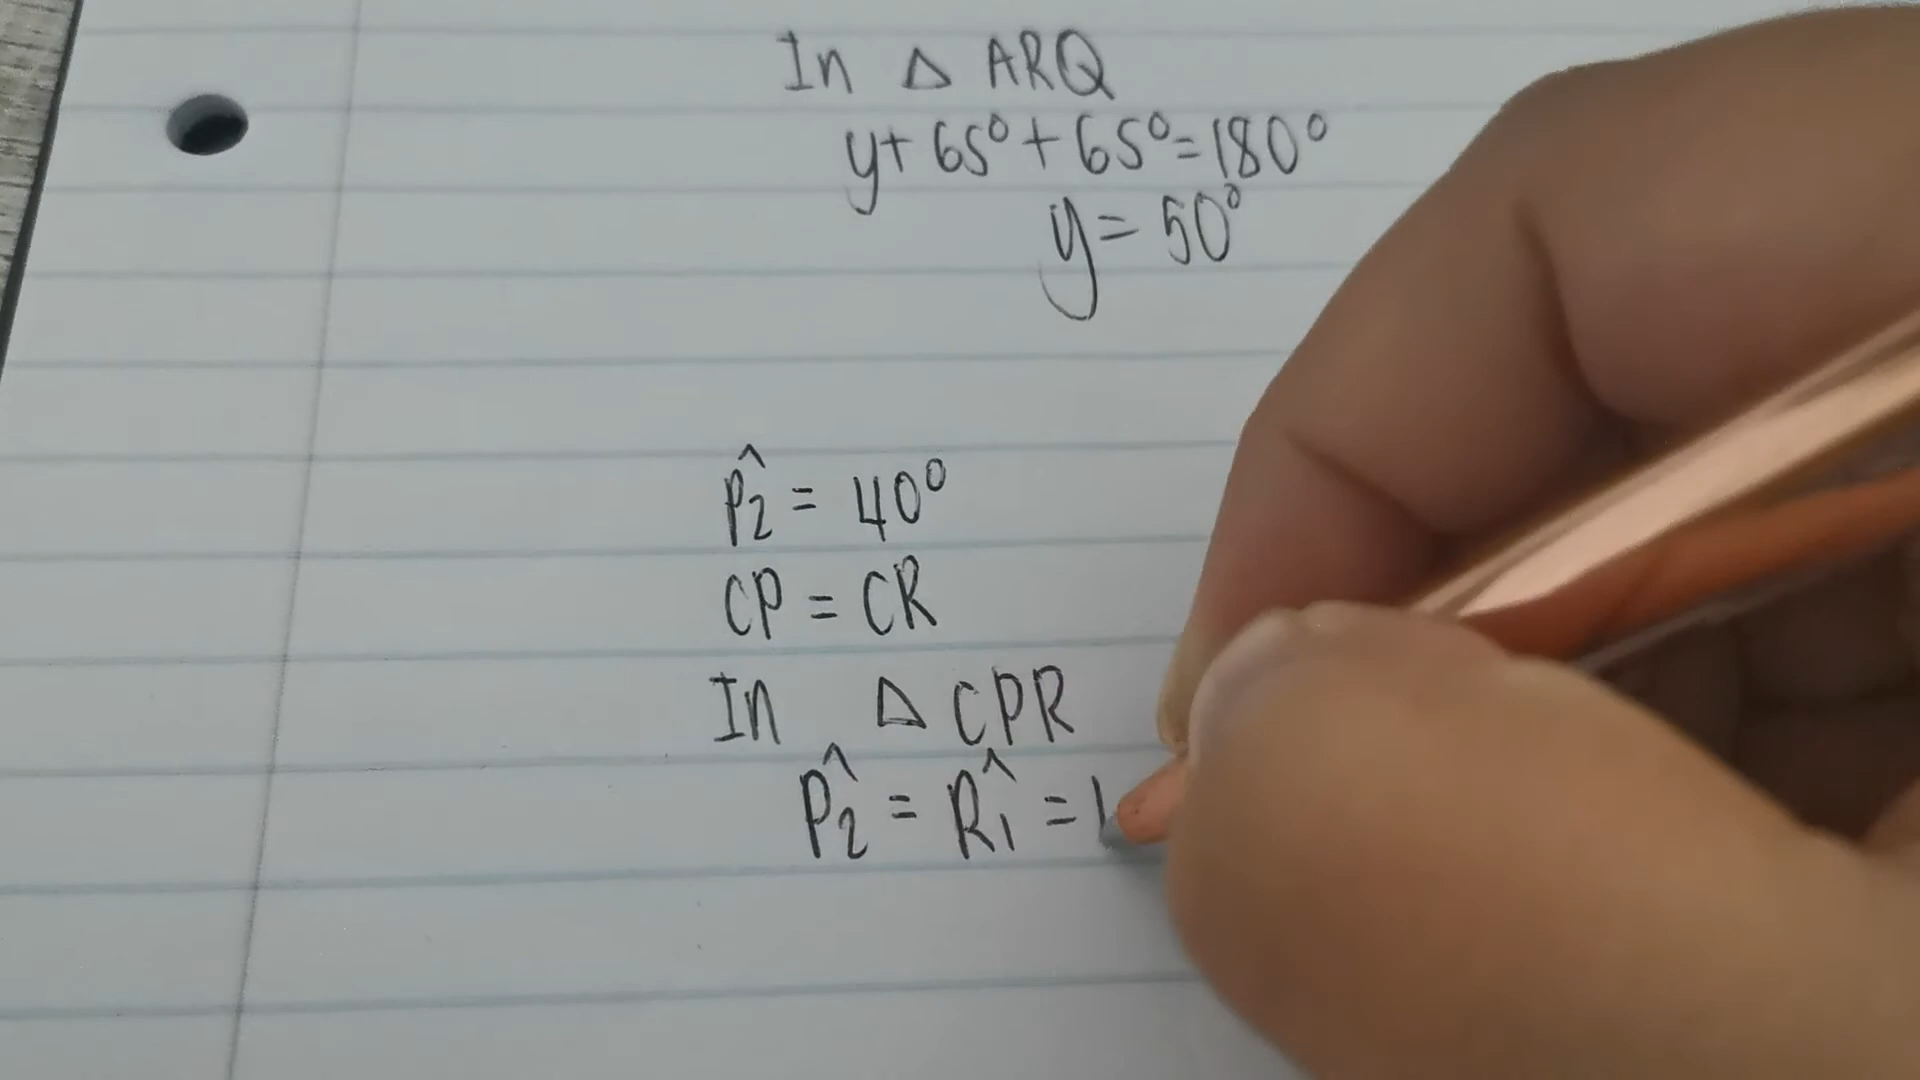 In △ ARQ
y + 65° + 65° = 180°
y = 50°
P̂₂ = 40°
CP = CR
In △ CPR
P̂₂ = R̂₁ =